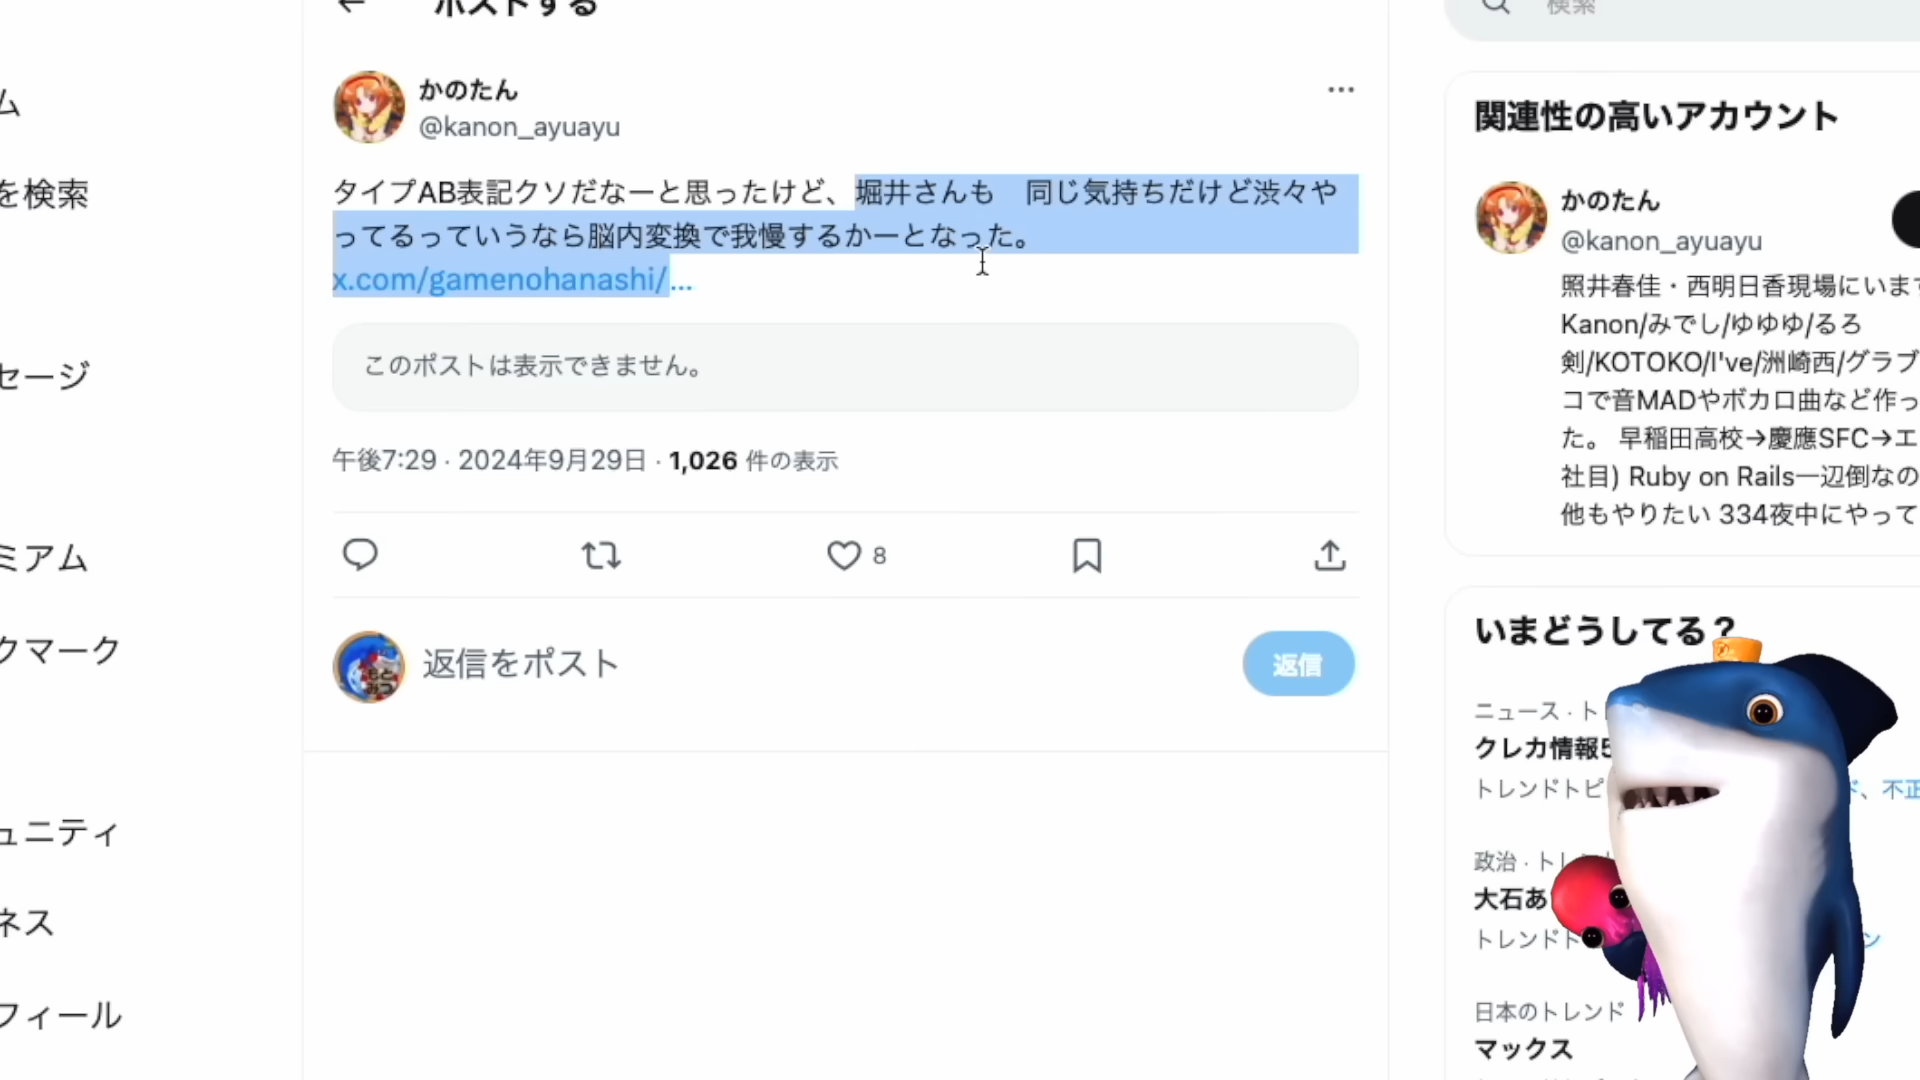 ポストする
検索
ム
を検索
セージ
ミアム
クマーク
ュニティ
ネス
フィール
かのたん
@kanon_ayuayu
タイプAB表記クソだなーと思ったけど、堀井さんも　同じ気持ちだけど渋々や
ってるっていうなら脳内変換で我慢するかーとなった。
x.com/gamenohanashi/…
このポストは表示できません。
午後7:29 · 2024年9月29日 · 1,026 件の表示
8
もと
みつ
返信をポスト
返信
関連性の高いアカウント
かのたん
@kanon_ayuayu
照井春佳・西明日香現場にいます
Kanon/みでし/ゆゆゆ/るろ
剣/KOTOKO/I've/洲崎西/グラブ
コで音MADやボカロ曲など作っ
た。 早稲田高校→慶應SFC→エ
社目) Ruby on Rails一辺倒なの
他もやりたい 334夜中にやって
いまどうしてる？
ニュース · ト
クレカ情報5
トレンドトピ
、不正
政治 · トレンド
大石あ
トレンドト
ン
日本のトレンド
マックス